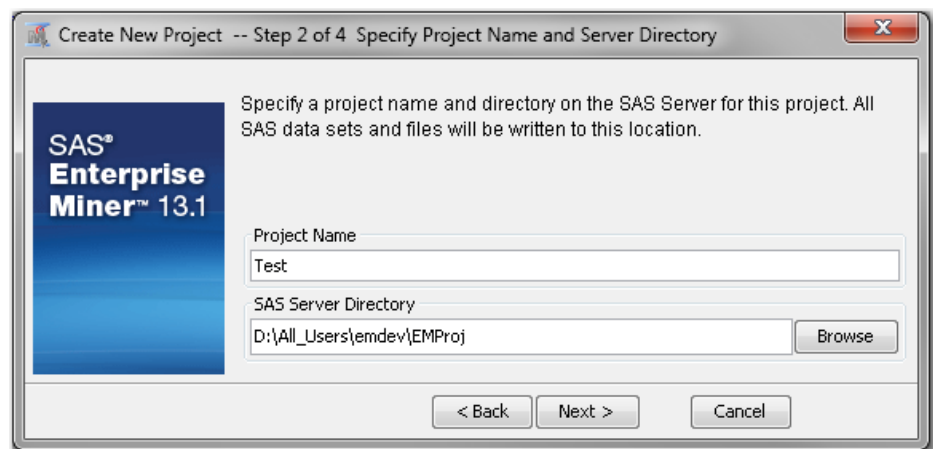 Create New Project -- Step 2 of 4 Specify Project Name and Server Directory
SAS®
Enterprise
Miner™ 13.1
Specify a project name and directory on the SAS Server for this project. All
SAS data sets and files will be written to this location.
Project Name
Test
SAS Server Directory
D:\All_Users\emdev\EMProj
Browse
< Back
Next >
Cancel